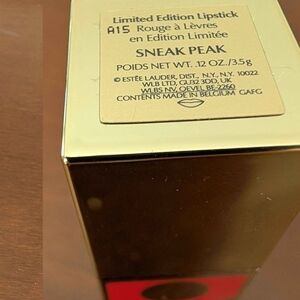 Limited Edition Lipstick
A15 Rouge à Lèvres
en Edition Limitée
SNEAK PEAK
POIDS NET WT. .12 OZ./3.5g
© ESTÉE LAUDER, DIST., N.Y., N.Y. 10022
WLB LTD, GU32 3DD, UK
WLBS NV, OEVEL BE-2260
CONTENTS MADE IN BELGIUM GAFG